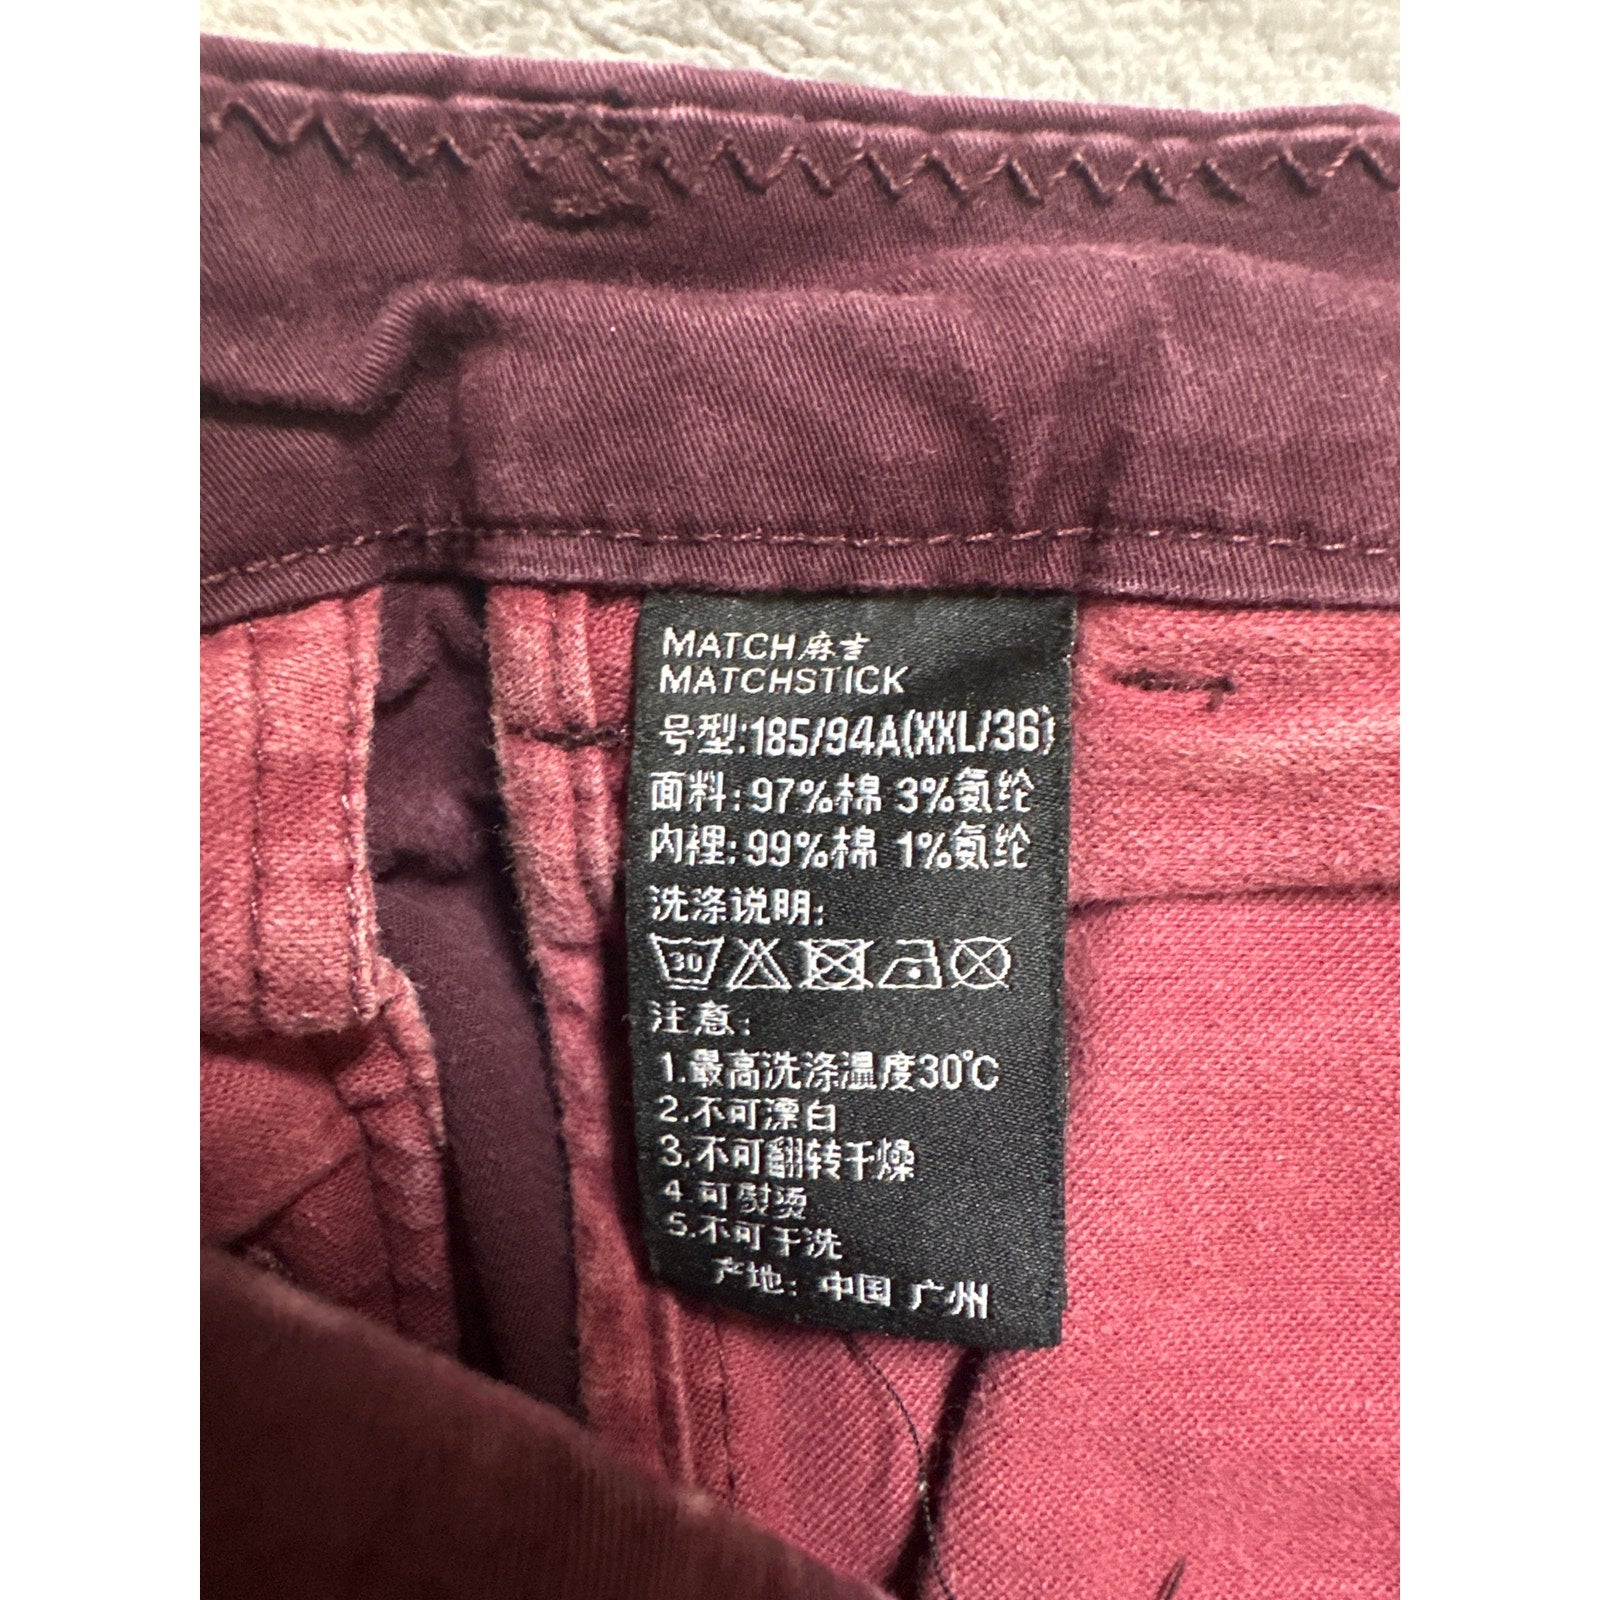 MATCH麻吉
MATCHSTICK
号型:185/94A(XXL/36)
面料:97%棉 3%氨纶
内裡:99%棉 1%氨纶
洗涤说明:
30
注意:
1.最高洗涤温度30℃
2.不可漂白
3.不可翻转干燥
4.可熨烫
5.不可干洗
产地:中国 广州